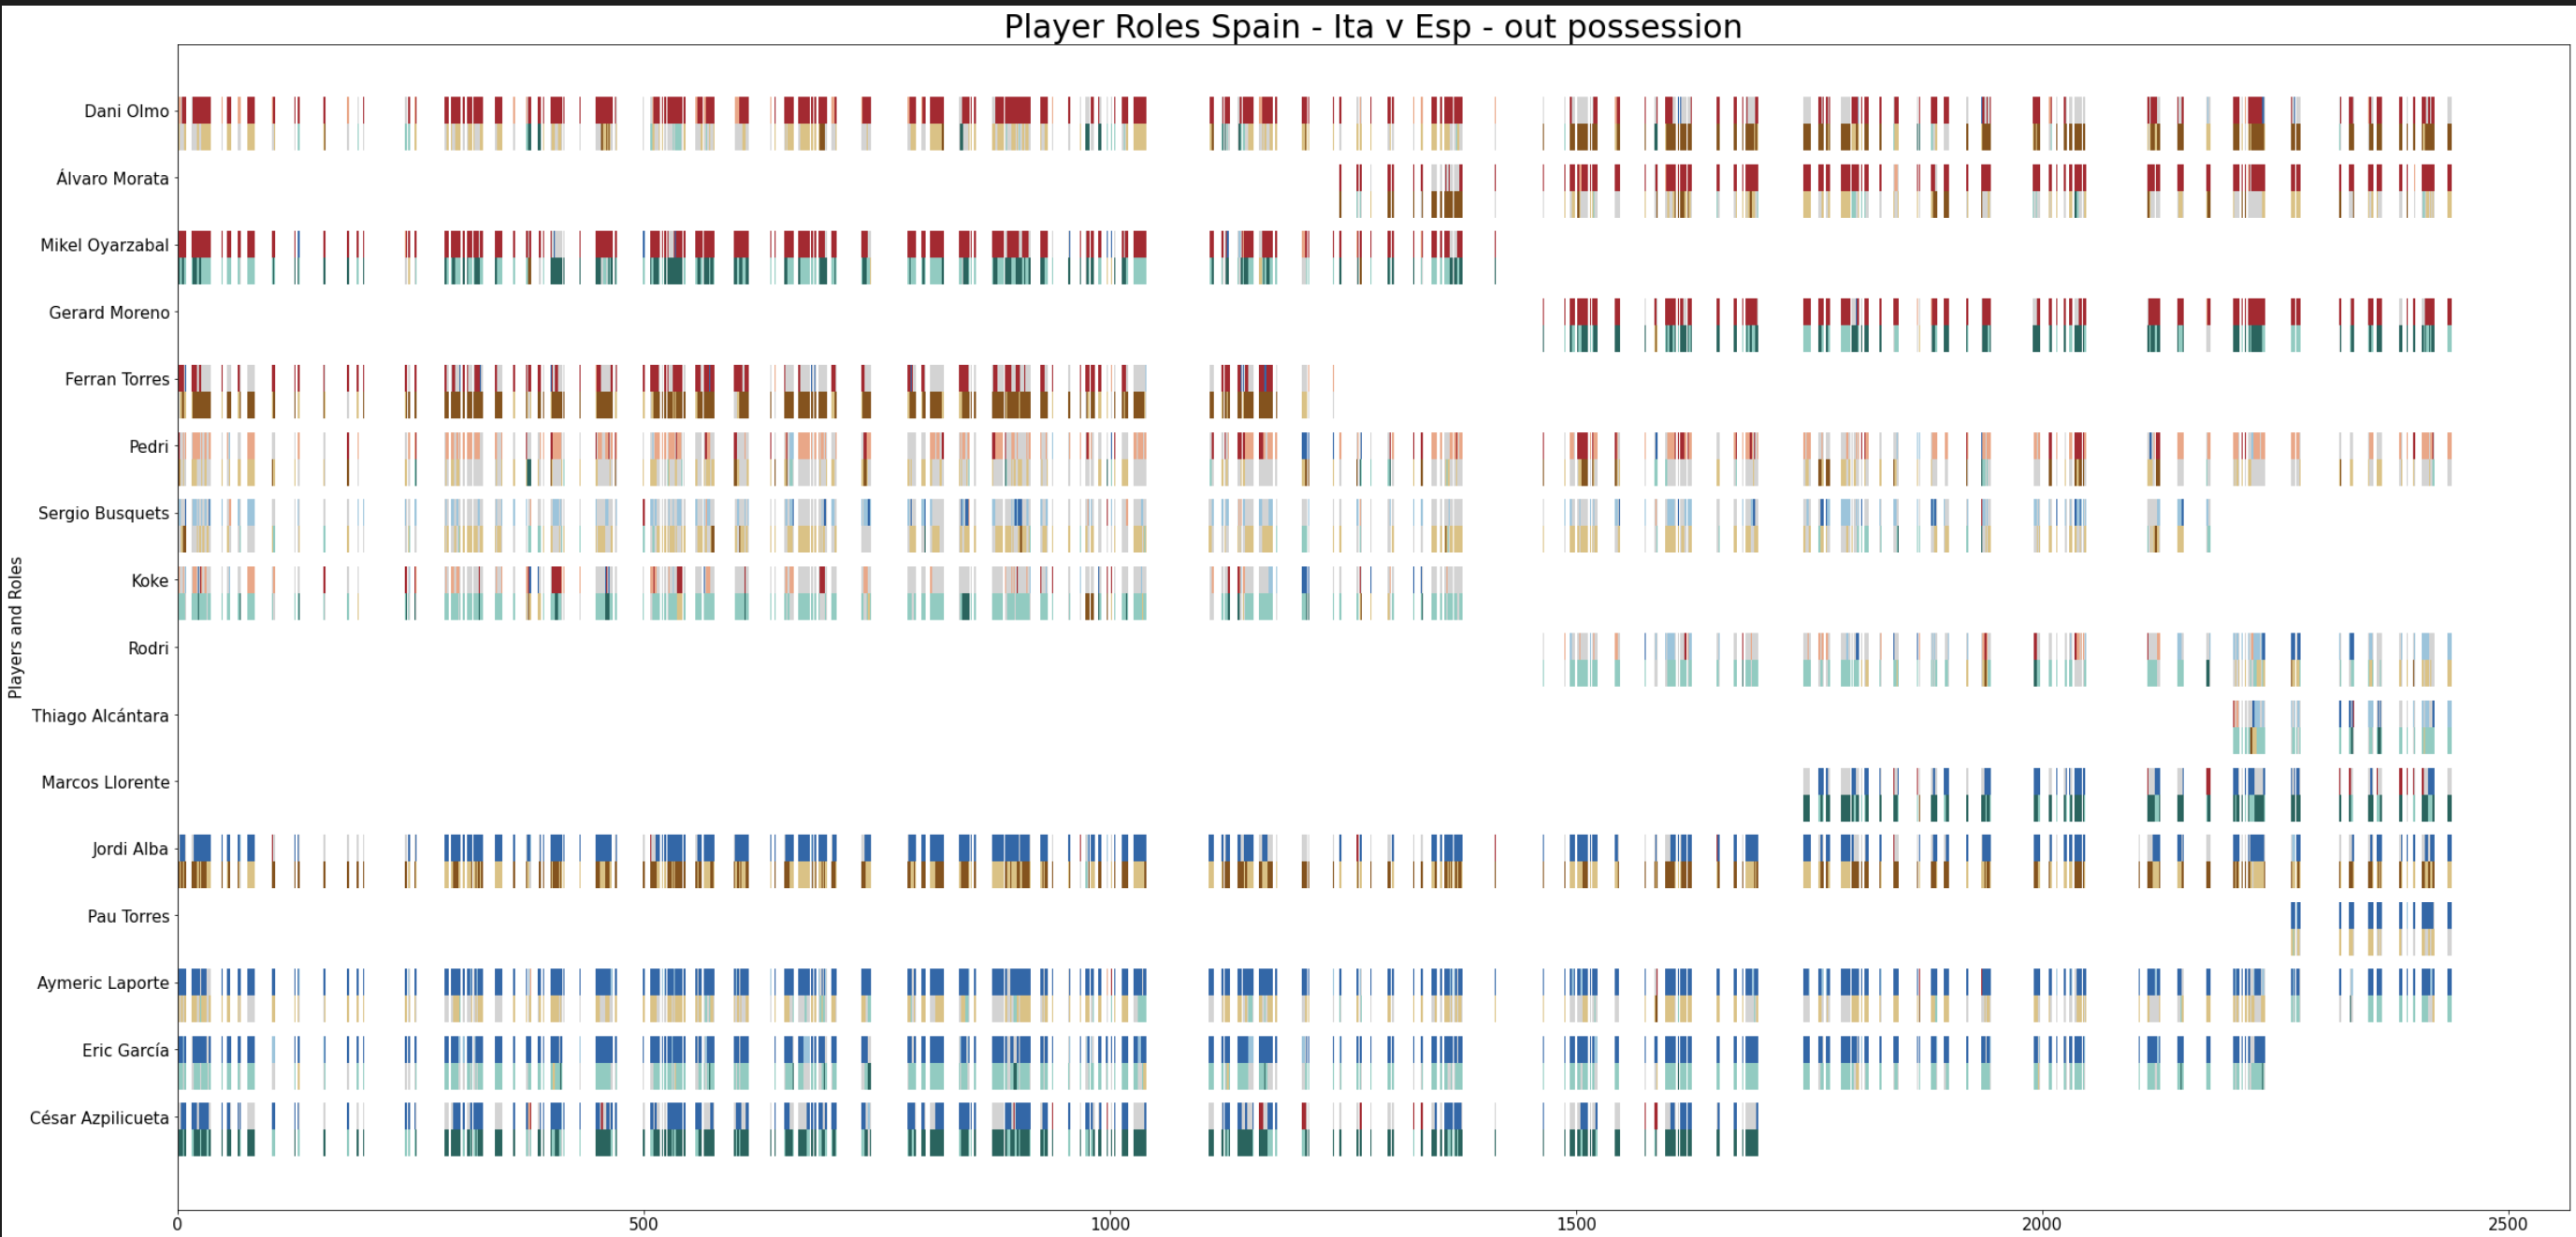 Player Roles Spain - Ita v Esp - out possession
Players and Roles
Dani Olmo
Álvaro Morata
Mikel Oyarzabal
Gerard Moreno
Ferran Torres
Pedri
Sergio Busquets
Koke
Rodri
Thiago Alcántara
Marcos Llorente
Jordi Alba
Pau Torres
Aymeric Laporte
Eric García
César Azpilicueta
0 500 1000 1500 2000 2500